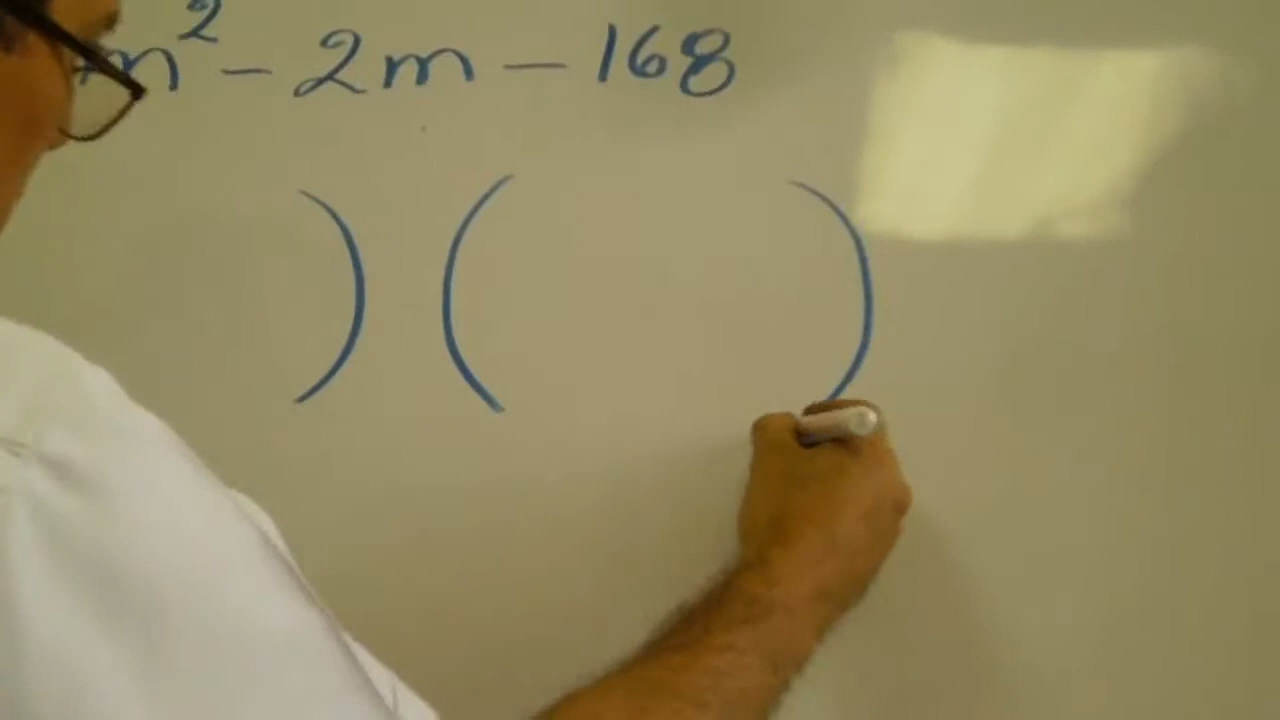 m² - 2m - 168
) ( )